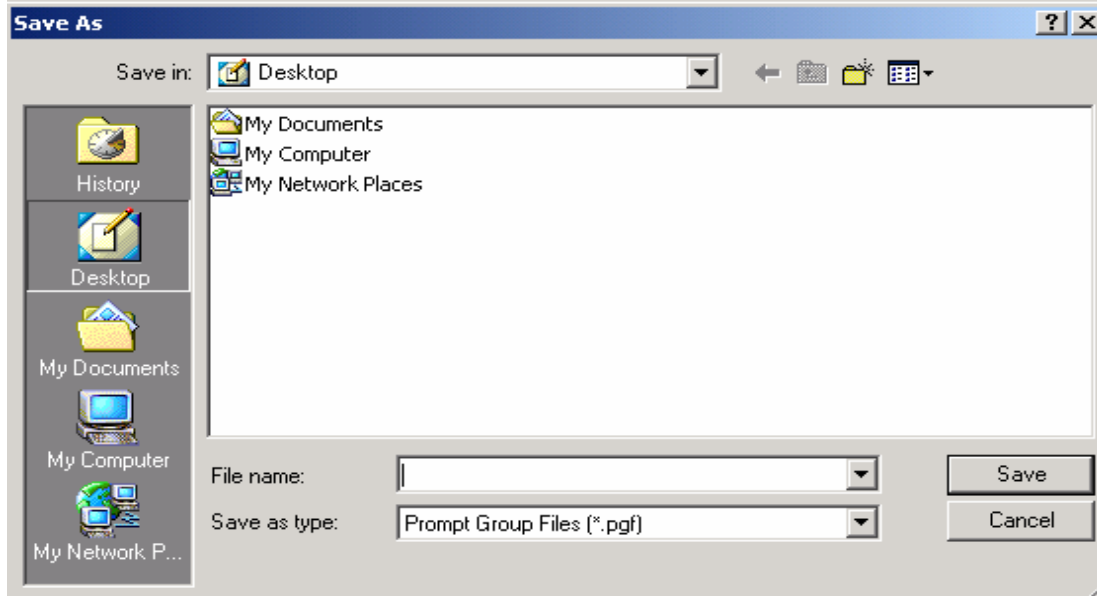 Save As
Save in: Desktop
My Documents
My Computer
My Network Places
History
Desktop
My Documents
My Computer
My Network P...
File name:
Save
Save as type: Prompt Group Files (*.pgf)
Cancel